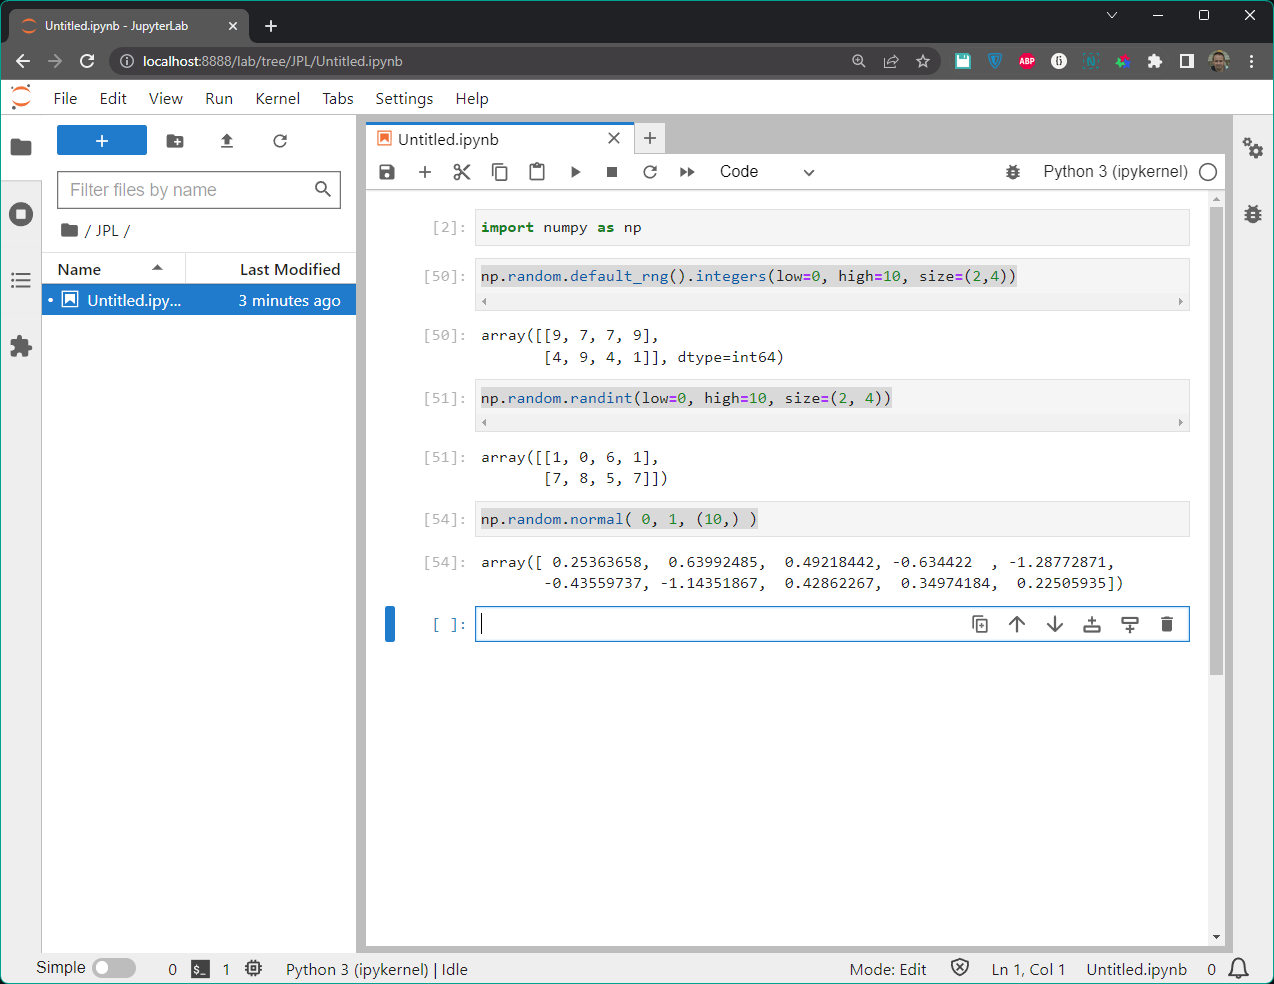 Untitled.ipynb - JupyterLab
localhost:8888/lab/tree/JPL/Untitled.ipynb
ABP
File Edit View Run Kernel Tabs Settings Help
Filter files by name
/ JPL /
Name Last Modified
Untitled.ipy... 3 minutes ago
Untitled.ipynb
Code Python 3 (ipykernel)
[2]: import numpy as np
[50]: np.random.default_rng().integers(low=0, high=10, size=(2,4))
[50]: array([[9, 7, 7, 9],
[4, 9, 4, 1]], dtype=int64)
[51]: np.random.randint(low=0, high=10, size=(2, 4))
[51]: array([[1, 0, 6, 1],
[7, 8, 5, 7]])
[54]: np.random.normal( 0, 1, (10,) )
[54]: array([ 0.25363658,  0.63992485,  0.49218442, -0.634422  , -1.28772871,
-0.43559737, -1.14351867,  0.42862267,  0.34974184,  0.22505935])
[ ]:
Simple 0 $_ 1 Python 3 (ipykernel) | Idle Mode: Edit Ln 1, Col 1 Untitled.ipynb 0